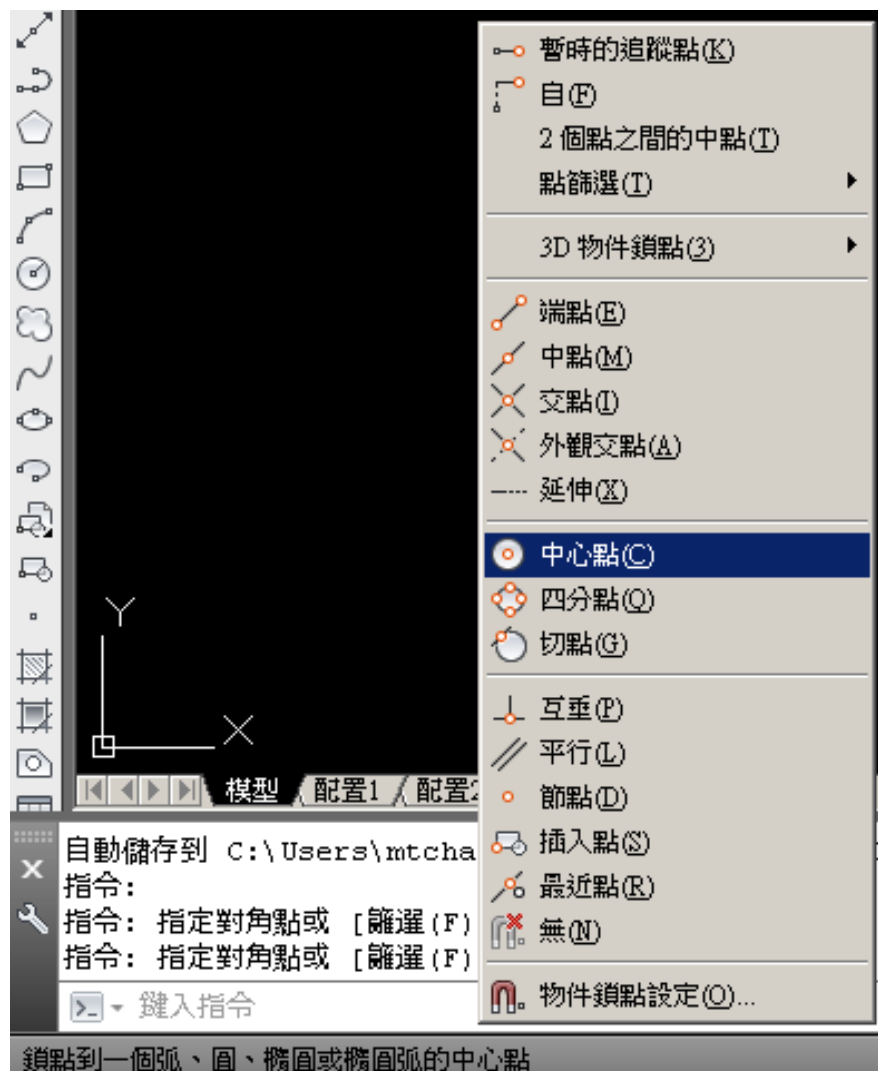 暫時的追蹤點(K)
自(F)
2 個點之間的中點(T)
點篩選(T)
3D 物件鎖點(3)
端點(E)
中點(M)
交點(I)
外觀交點(A)
延伸(X)
中心點(C)
四分點(Q)
切點(G)
互垂(P)
平行(L)
節點(D)
插入點(S)
最近點(R)
無(N)
物件鎖點設定(O)...
Y
X
模型 配置1 配置2
自動儲存到 C:\Users\mtcha
指令:
指令: 指定對角點或 [籬選(F)
指令: 指定對角點或 [籬選(F)
鍵入指令
鎖點到一個弧、圓、橢圓或橢圓弧的中心點